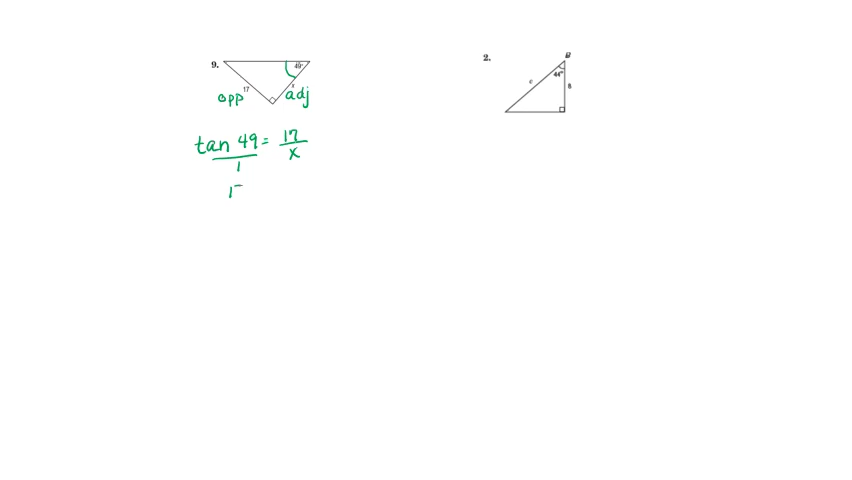 9.
49°
17
x
opp
adj
tan 49 = 17/x
1
2.
44°
c
8